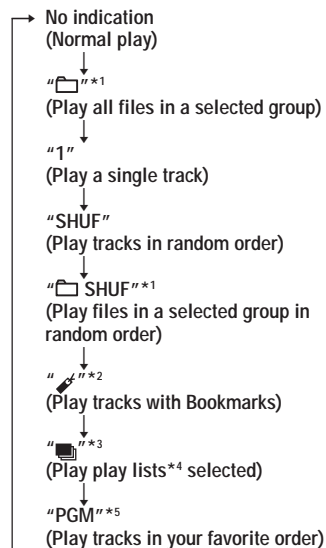 No indication
(Normal play)
“ ”*1
(Play all files in a selected group)
“1”
(Play a single track)
“SHUF”
(Play tracks in random order)
“ SHUF”*1
(Play files in a selected group in
random order)
“ ”*2
(Play tracks with Bookmarks)
“ ”*3
(Play play lists*4 selected)
“PGM”*5
(Play tracks in your favorite order)